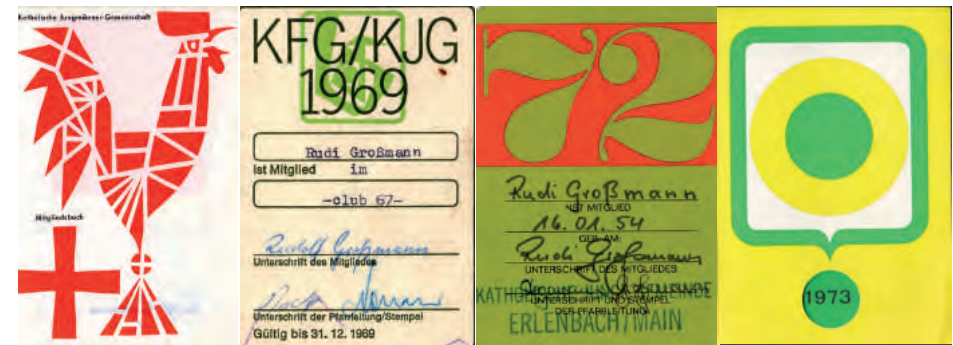 Katholische Jungmänner-Gemeinschaft
Mitgliedsbuch
KFG/KJG
1969
Rudi Großmann
ist Mitglied im
-club 67-
Rudolf Großmann
Unterschrift des Mitgliedes
Unterschrift der Pfarrleitung/Stempel
Gültig bis 31. 12. 1969
72
Rudi Großmann
IST MITGLIED
16.01.54
GEB. AM:
Rudi Großmann
UNTERSCHRIFT DES MITGLIEDES
UNTERSCHRIFT UND STEMPEL
DER PFARRLEITUNG
ERLENBACH/MAIN
1973